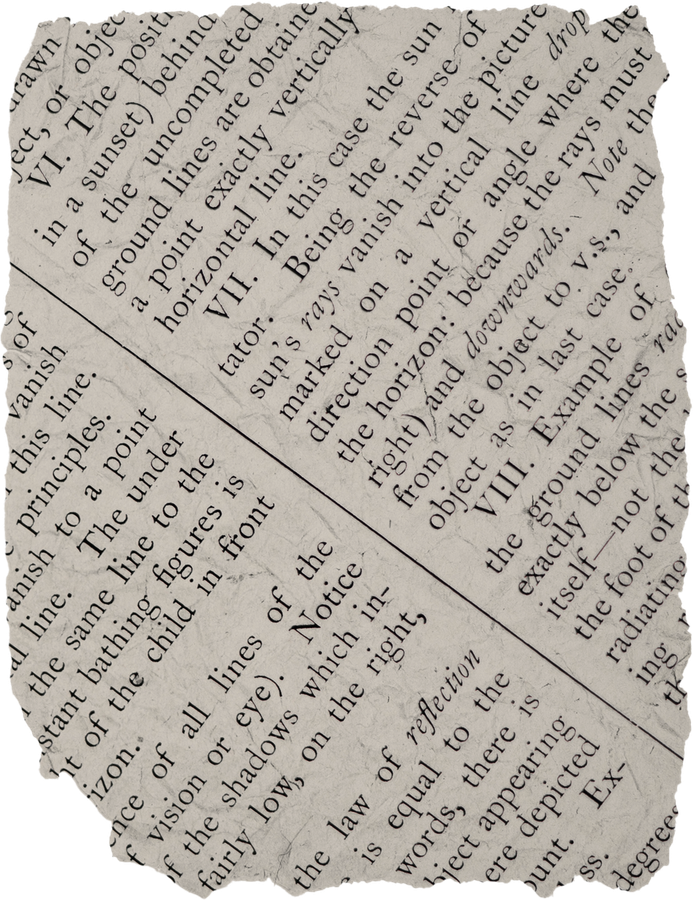 s of
vanish
this line.
principles.
anish to a point
al line. The under
the same line to the
stant bathing figures is
t of the child in front
izon.
nce of all lines of the
f vision or eye). Notice
f the shadows which in-
fairly low, on the right,
the law of reflection
is equal to the
words, there is
bject appearing
ere depicted
unt. Ex-
ss.
degrees
rawn
ject, or obje
VI. The positi
in a sunset) behind
of the uncompleted
ground lines are obtaine
a point exactly vertically
horizontal line.
VII. In this case the sun
tator. Being the reverse of
sun's rays vanish into the picture
marked on a vertical line drop
direction point or angle where the
the horizon: because the rays must
right) and downwards. Note the
from the object to v.s., and
object as in last case.
VIII. Example of
the ground lines rad
exactly below the s
itself—not the
the foot of th
radiating
ing